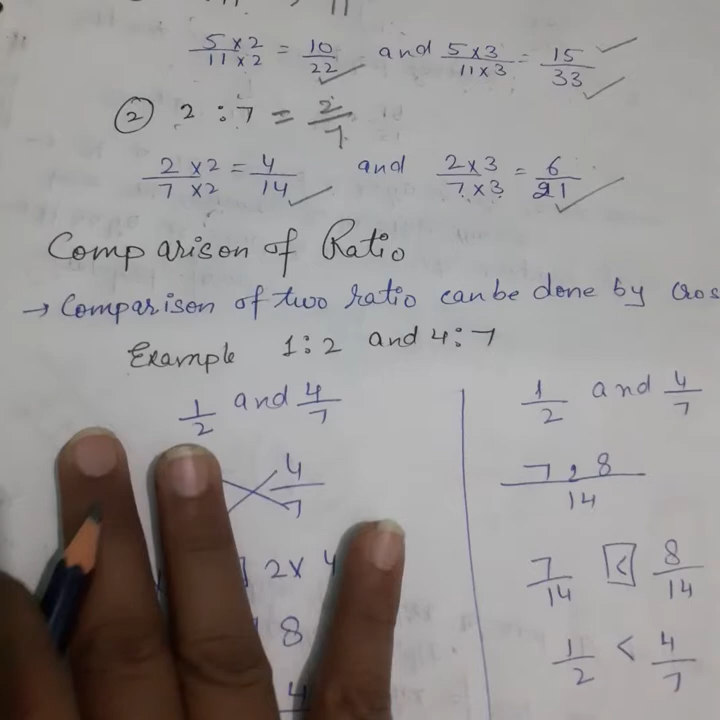 5×2/11×2 = 10/22 and 5×3/11×3 = 15/33
② 2:7 = 2/7
2×2/7×2 = 4/14 and 2×3/7×3 = 6/21
Comparison of Ratio
→ Comparison of two ratio can be done by Cros
Example 1:2 and 4:7
1/2 and 4/7
4/7
2×4
8
4
1/2 and 4/7
7, 8/14
7/14 < 8/14
1/2 < 4/7